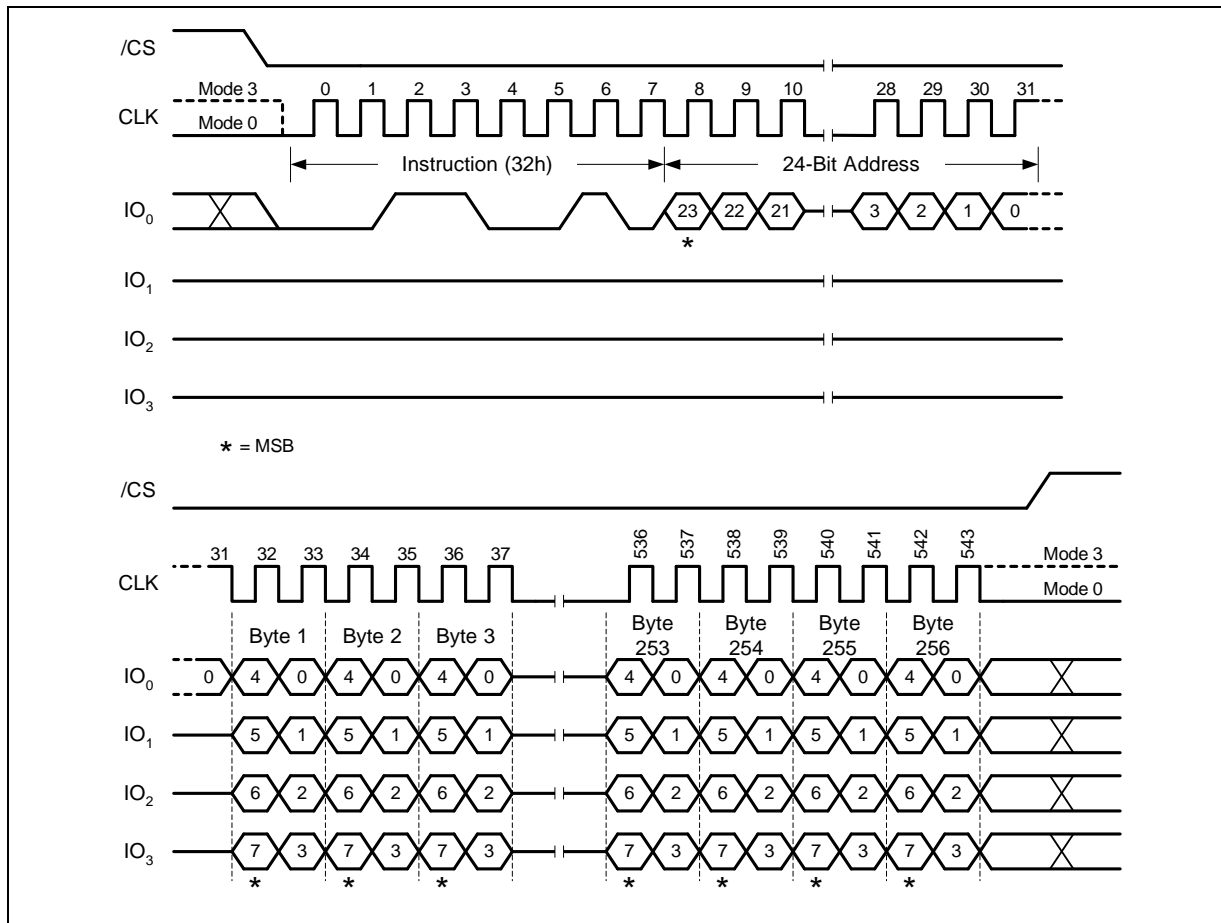 /CS
Mode 3
0 1 2 3 4 5 6 7 8 9 10 28 29 30 31
CLK
Mode 0
Instruction (32h) 24-Bit Address
IO0 23 22 21 3 2 1 0
*
IO1
IO2
IO3
* = MSB
/CS
31 32 33 34 35 36 37 536 537 538 539 540 541 542 543
Mode 3
CLK
Mode 0
Byte 1 Byte 2 Byte 3 Byte 253 Byte 254 Byte 255 Byte 256
IO0 0 4 0 4 0 4 0 4 0 4 0 4 0 4 0
IO1 5 1 5 1 5 1 5 1 5 1 5 1 5 1
IO2 6 2 6 2 6 2 6 2 6 2 6 2 6 2
IO3 7 3 7 3 7 3 7 3 7 3 7 3 7 3
* * * * * * *